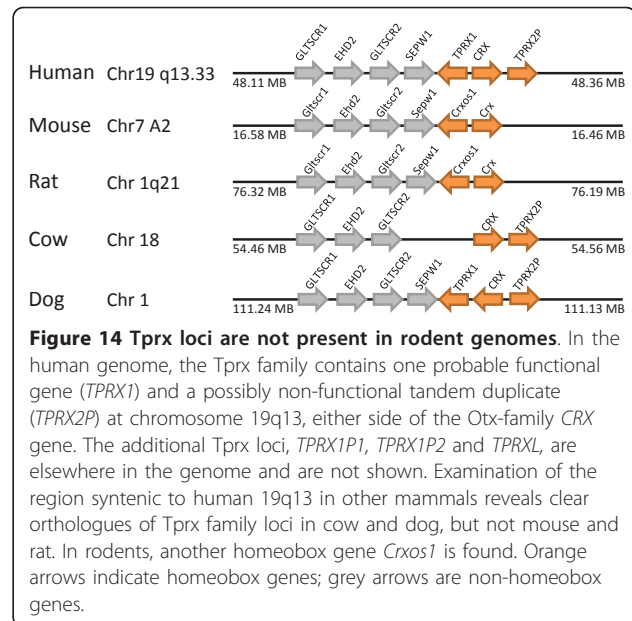 GLTSCR1 EHD2 GLTSCR2 SEPW1 TPRX1 CRX TPRX2P
Human Chr19 q13.33
48.11 MB 48.36 MB
Gltscr1 Ehd2 Gltscr2 Sepw1 Crxos1 Crx
Mouse Chr7 A2
16.58 MB 16.46 MB
Gltscr1 Ehd2 Gltscr2 Sepw1 Crxos1 Crx
Rat Chr 1q21
76.32 MB 76.19 MB
GLTSCR1 EHD2 GLTSCR2 CRX TPRX2P
Cow Chr 18
54.46 MB 54.56 MB
GLTSCR1 EHD2 GLTSCR2 SEPW1 TPRX1 CRX TPRX2P
Dog Chr 1
111.24 MB 111.13 MB
Figure 14 Tprx loci are not present in rodent genomes. In the
human genome, the Tprx family contains one probable functional
gene (TPRX1) and a possibly non-functional tandem duplicate
(TPRX2P) at chromosome 19q13, either side of the Otx-family CRX
gene. The additional Tprx loci, TPRX1P1, TPRX1P2 and TPRXL, are
elsewhere in the genome and are not shown. Examination of the
region syntenic to human 19q13 in other mammals reveals clear
orthologues of Tprx family loci in cow and dog, but not mouse and
rat. In rodents, another homeobox gene Crxos1 is found. Orange
arrows indicate homeobox genes; grey arrows are non-homeobox
genes.